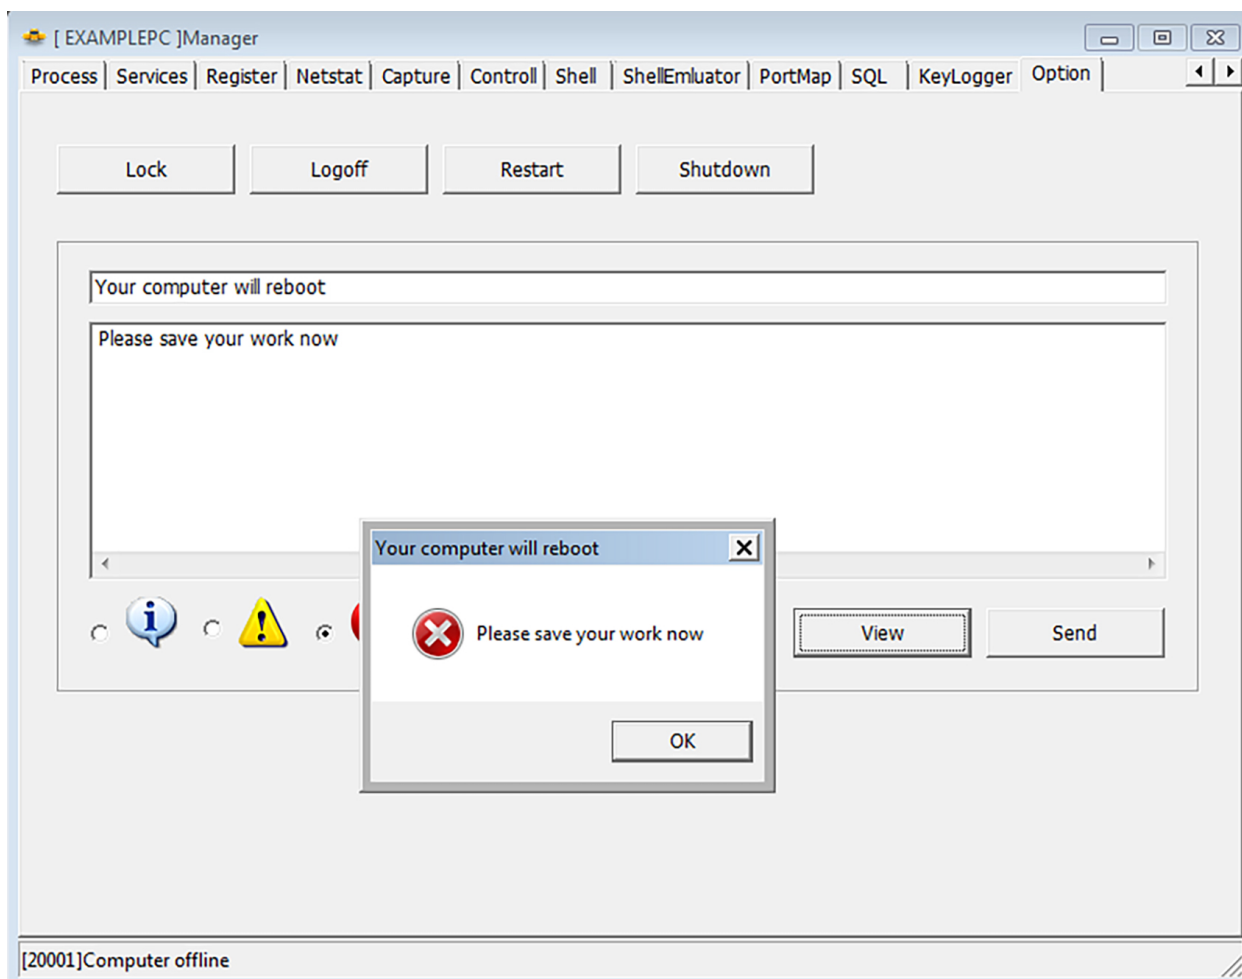 [ EXAMPLEPC ]Manager
Process Services Register Netstat Capture Controll Shell ShellEmluator PortMap SQL KeyLogger Option
Lock Logoff Restart Shutdown
Your computer will reboot
Please save your work now
Your computer will reboot
Please save your work now
View Send
OK
[20001]Computer offline